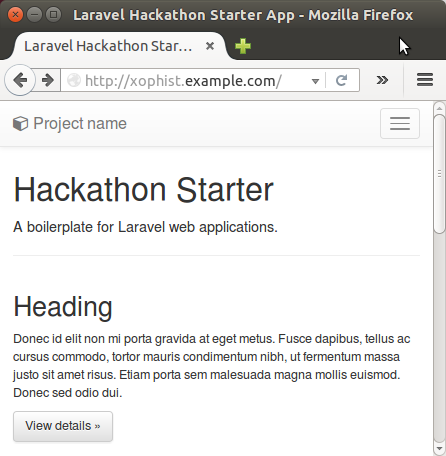 Laravel Hackathon Starter App - Mozilla Firefox
Laravel Hackathon Star...
http://xophist.example.com/
Project name
Hackathon Starter
A boilerplate for Laravel web applications.
Heading
Donec id elit non mi porta gravida at eget metus. Fusce dapibus, tellus ac
cursus commodo, tortor mauris condimentum nibh, ut fermentum massa
justo sit amet risus. Etiam porta sem malesuada magna mollis euismod.
Donec sed odio dui.
View details »